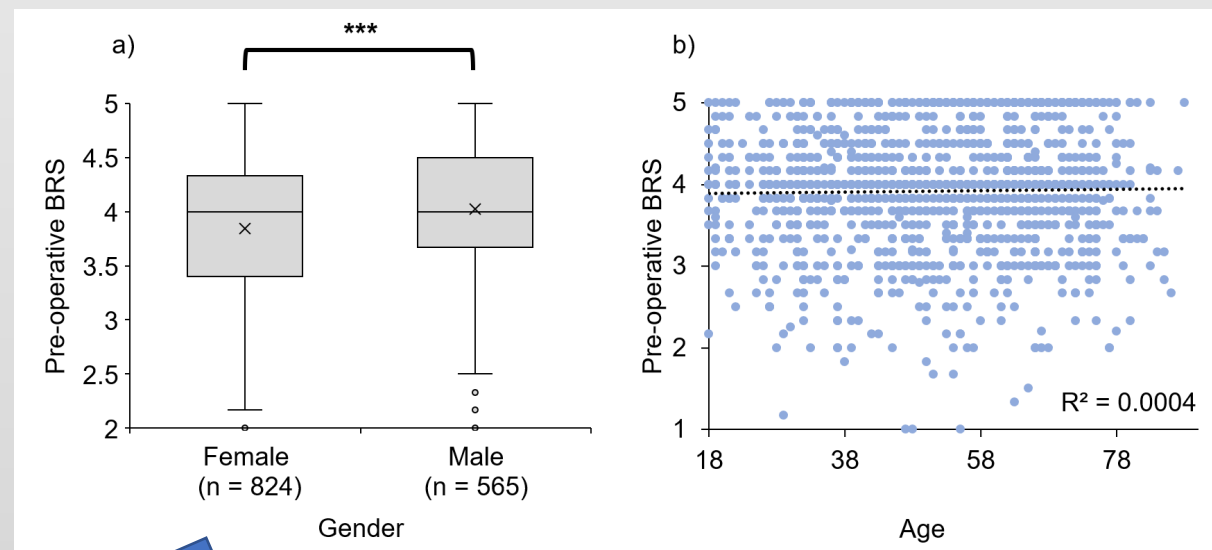 a)
***
Pre-operative BRS
5
4.5
4
3.5
3
2.5
2
Female
(n = 824)
Male
(n = 565)
Gender
b)
Pre-operative BRS
5
4
3
2
1
R² = 0.0004
18
38
58
78
Age